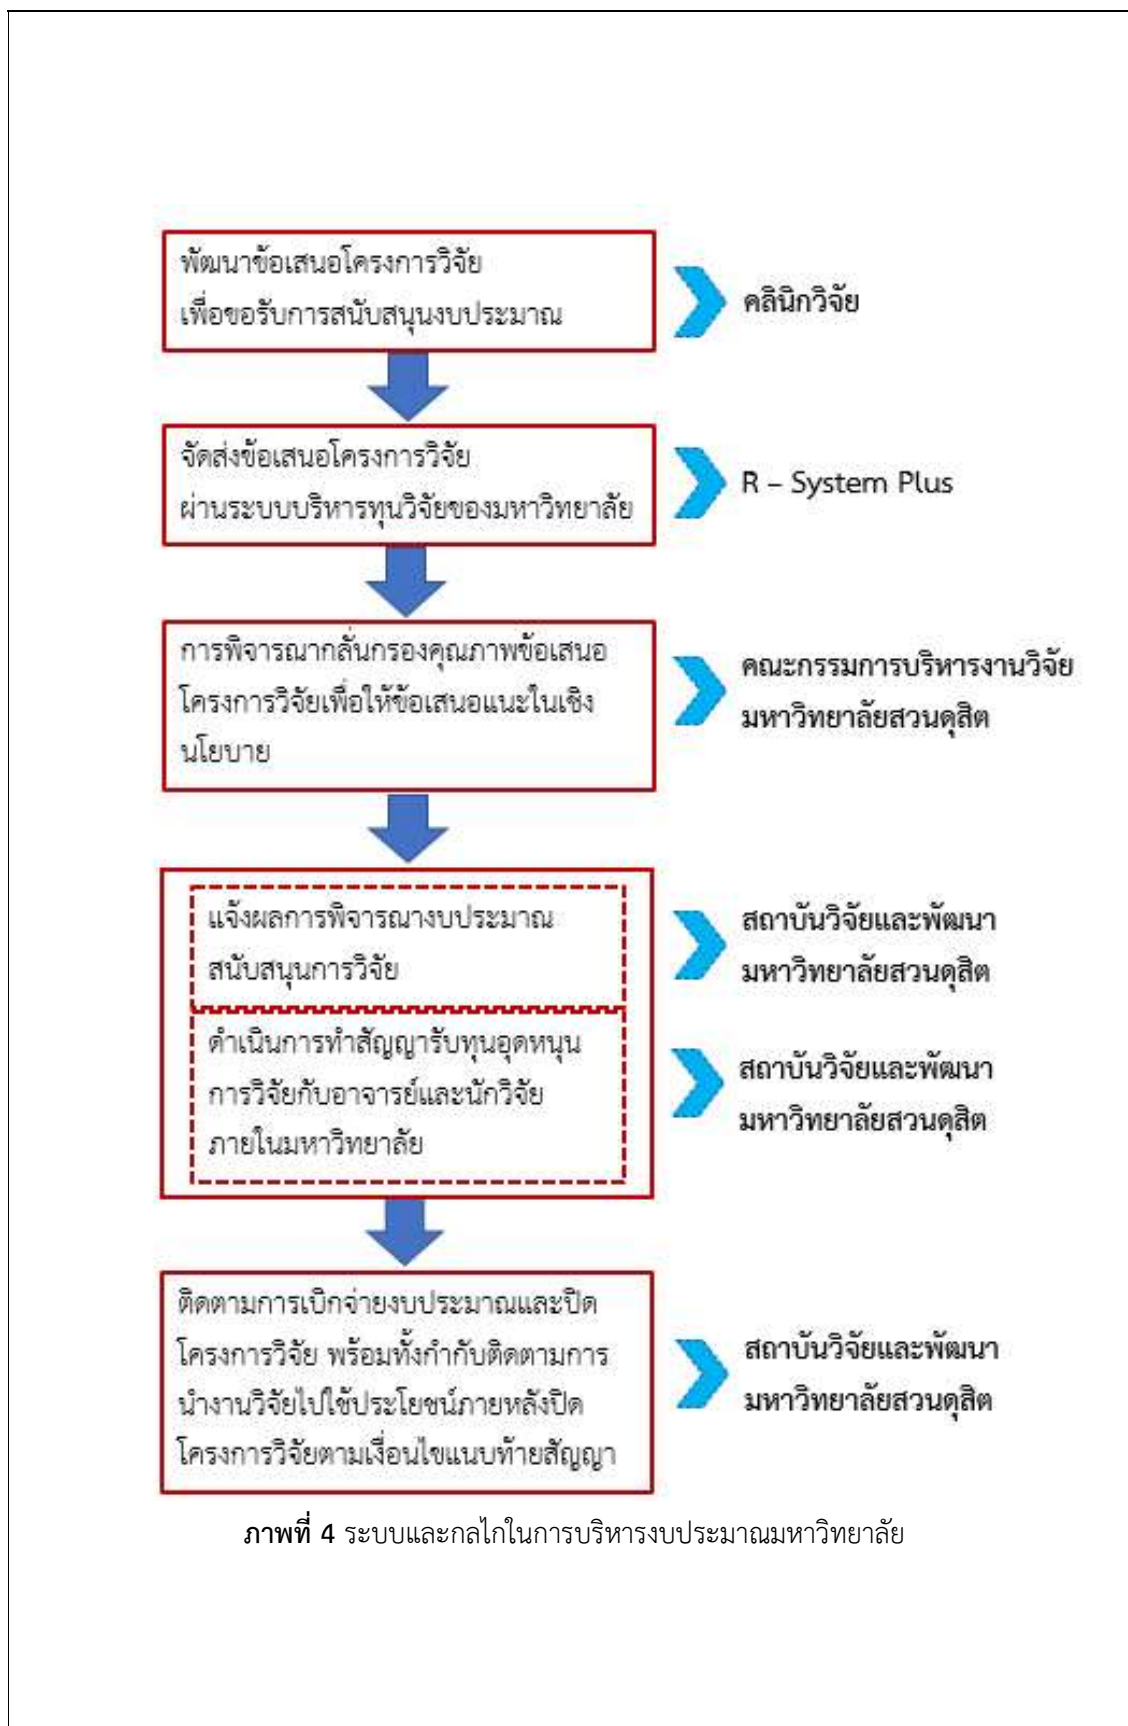 พัฒนาข้อเสนอโครงการวิจัย
เพื่อขอรับการสนับสนุนงบประมาณ
คลินิกวิจัย
จัดส่งข้อเสนอโครงการวิจัย
ผ่านระบบบริหารทุนวิจัยของมหาวิทยาลัย
R – System Plus
การพิจารณากลั่นกรองคุณภาพข้อเสนอ
โครงการวิจัยเพื่อให้ข้อเสนอแนะในเชิง
นโยบาย
คณะกรรมการบริหารงานวิจัย
มหาวิทยาลัยสวนดุสิต
แจ้งผลการพิจารณางบประมาณ
สนับสนุนการวิจัย
สถาบันวิจัยและพัฒนา
มหาวิทยาลัยสวนดุสิต
ดำเนินการทำสัญญารับทุนอุดหนุน
การวิจัยกับอาจารย์และนักวิจัย
ภายในมหาวิทยาลัย
สถาบันวิจัยและพัฒนา
มหาวิทยาลัยสวนดุสิต
ติดตามการเบิกจ่ายงบประมาณและปิด
โครงการวิจัย พร้อมทั้งกำกับติดตามการ
นำงานวิจัยไปใช้ประโยชน์ภายหลังปิด
โครงการวิจัยตามเงื่อนไขแนบท้ายสัญญา
สถาบันวิจัยและพัฒนา
มหาวิทยาลัยสวนดุสิต
ภาพที่ 4 ระบบและกลไกในการบริหารงบประมาณมหาวิทยาลัย